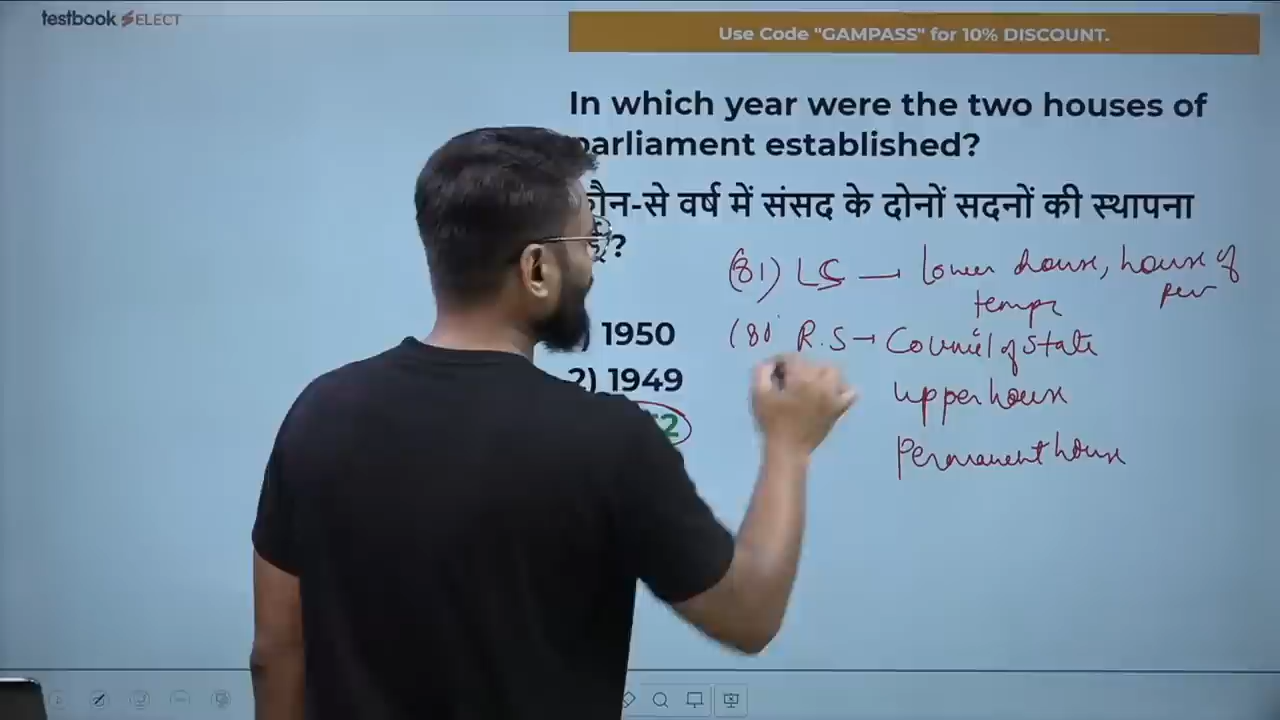 testbook SELECT
Use Code "GAMPASS" for 10% DISCOUNT.
In which year were the two houses of
parliament established?
कौन-से वर्ष में संसद के दोनों सदनों की स्थापना
हुई?
(81) LS → lower house, house of
temp
R.S → Council of state
upper house
Permanent house
1950
2) 1949